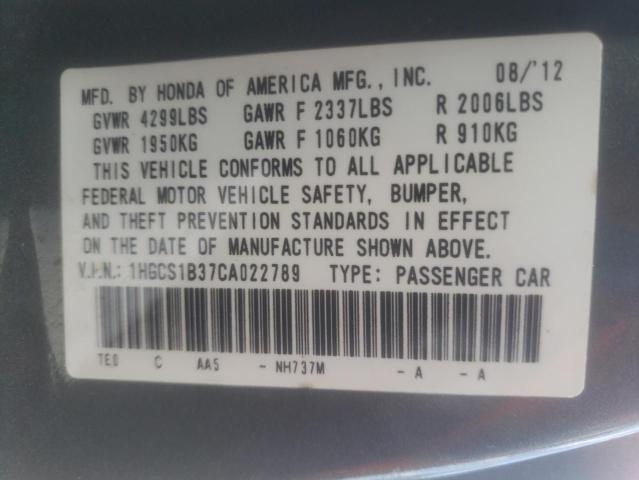 MFD. BY HONDA OF AMERICA MFG., INC. 08/'12
GVWR 4299LBS GAWR F 2337LBS R 2006LBS
GVWR 1950KG GAWR F 1060KG R 910KG
THIS VEHICLE CONFORMS TO ALL APPLICABLE
FEDERAL MOTOR VEHICLE SAFETY, BUMPER,
AND THEFT PREVENTION STANDARDS IN EFFECT
ON THE DATE OF MANUFACTURE SHOWN ABOVE.
V.I.N.: 1HGCS1B37CA022789 TYPE: PASSENGER CAR
TE0 C AA5 - NH737M - A - A